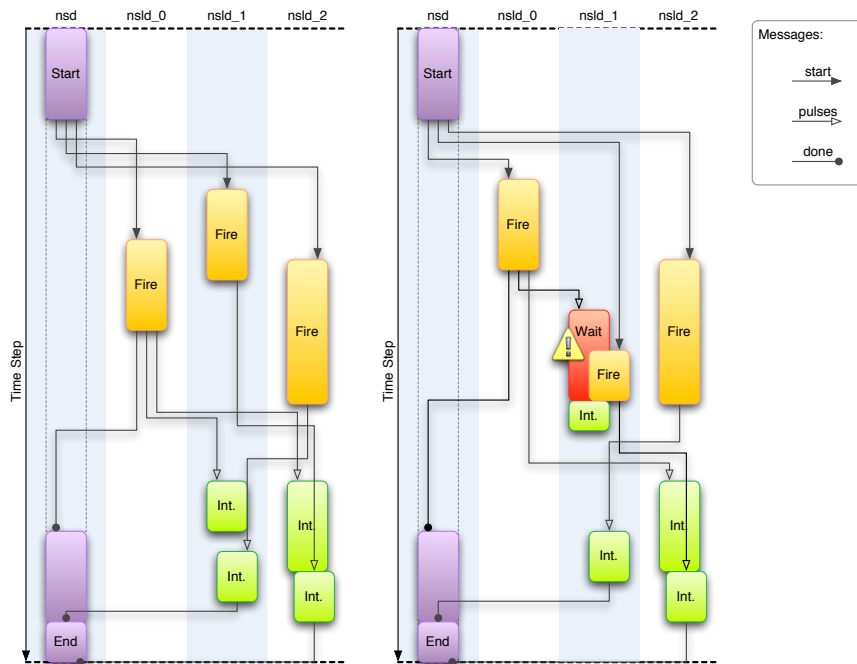 nsd nsld_0 nsld_1 nsld_2
Start
Fire
Fire
Fire
Time Step
Int.
Int.
Int.
Int.
End
nsd nsld_0 nsld_1 nsld_2
Start
Fire
Wait
Fire
Fire
Int.
Time Step
Int.
Int.
Int.
End
Messages:
start
pulses
done